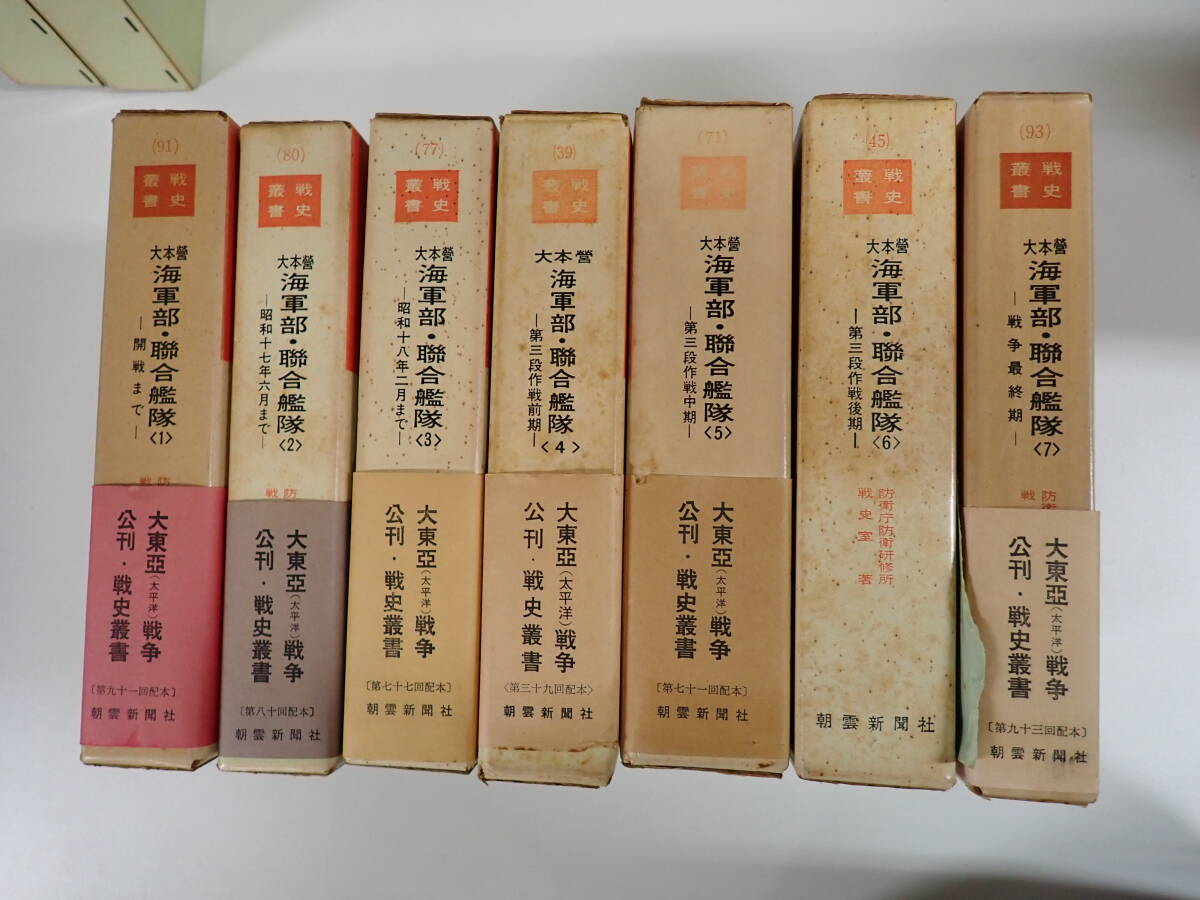 (91)
戦史
叢書
大本營
海軍部・聯合艦隊〈1〉
―開戦まで―
防
戦
大東亞(太平洋)戦争
公刊・戦史叢書
〔第九十一回配本〕
朝雲新聞社
(80)
戦史
叢書
大本營
海軍部・聯合艦隊〈2〉
―昭和十七年六月まで―
防
戦
大東亞(太平洋)戦争
公刊・戦史叢書
〔第八十回配本〕
朝雲新聞社
(77)
戦史
叢書
大本營
海軍部・聯合艦隊〈3〉
―昭和十八年二月まで―
大東亞(太平洋)戦争
公刊・戦史叢書
〔第七十七回配本〕
朝雲新聞社
(39)
戦史
叢書
大本營
海軍部・聯合艦隊〈4〉
―第三段作戦前期―
大東亞(太平洋)戦争
公刊・戦史叢書
〈第三十九回配本〉
朝雲新聞社
(71)
戦史
叢書
大本營
海軍部・聯合艦隊〈5〉
―第三段作戦中期―
大東亞(太平洋)戦争
公刊・戦史叢書
〔第七十一回配本〕
朝雲新聞社
(45)
戦史
叢書
大本營
海軍部・聯合艦隊〈6〉
―第三段作戦後期―
防衛庁防衛研修所
戦史室 著
朝雲新聞社
(93)
戦史
叢書
大本營
海軍部・聯合艦隊〈7〉
―戦争最終期―
防衛
戦
大東亞(太平洋)戦争
公刊・戦史叢書
〔第九十三回配本〕
朝雲新聞社